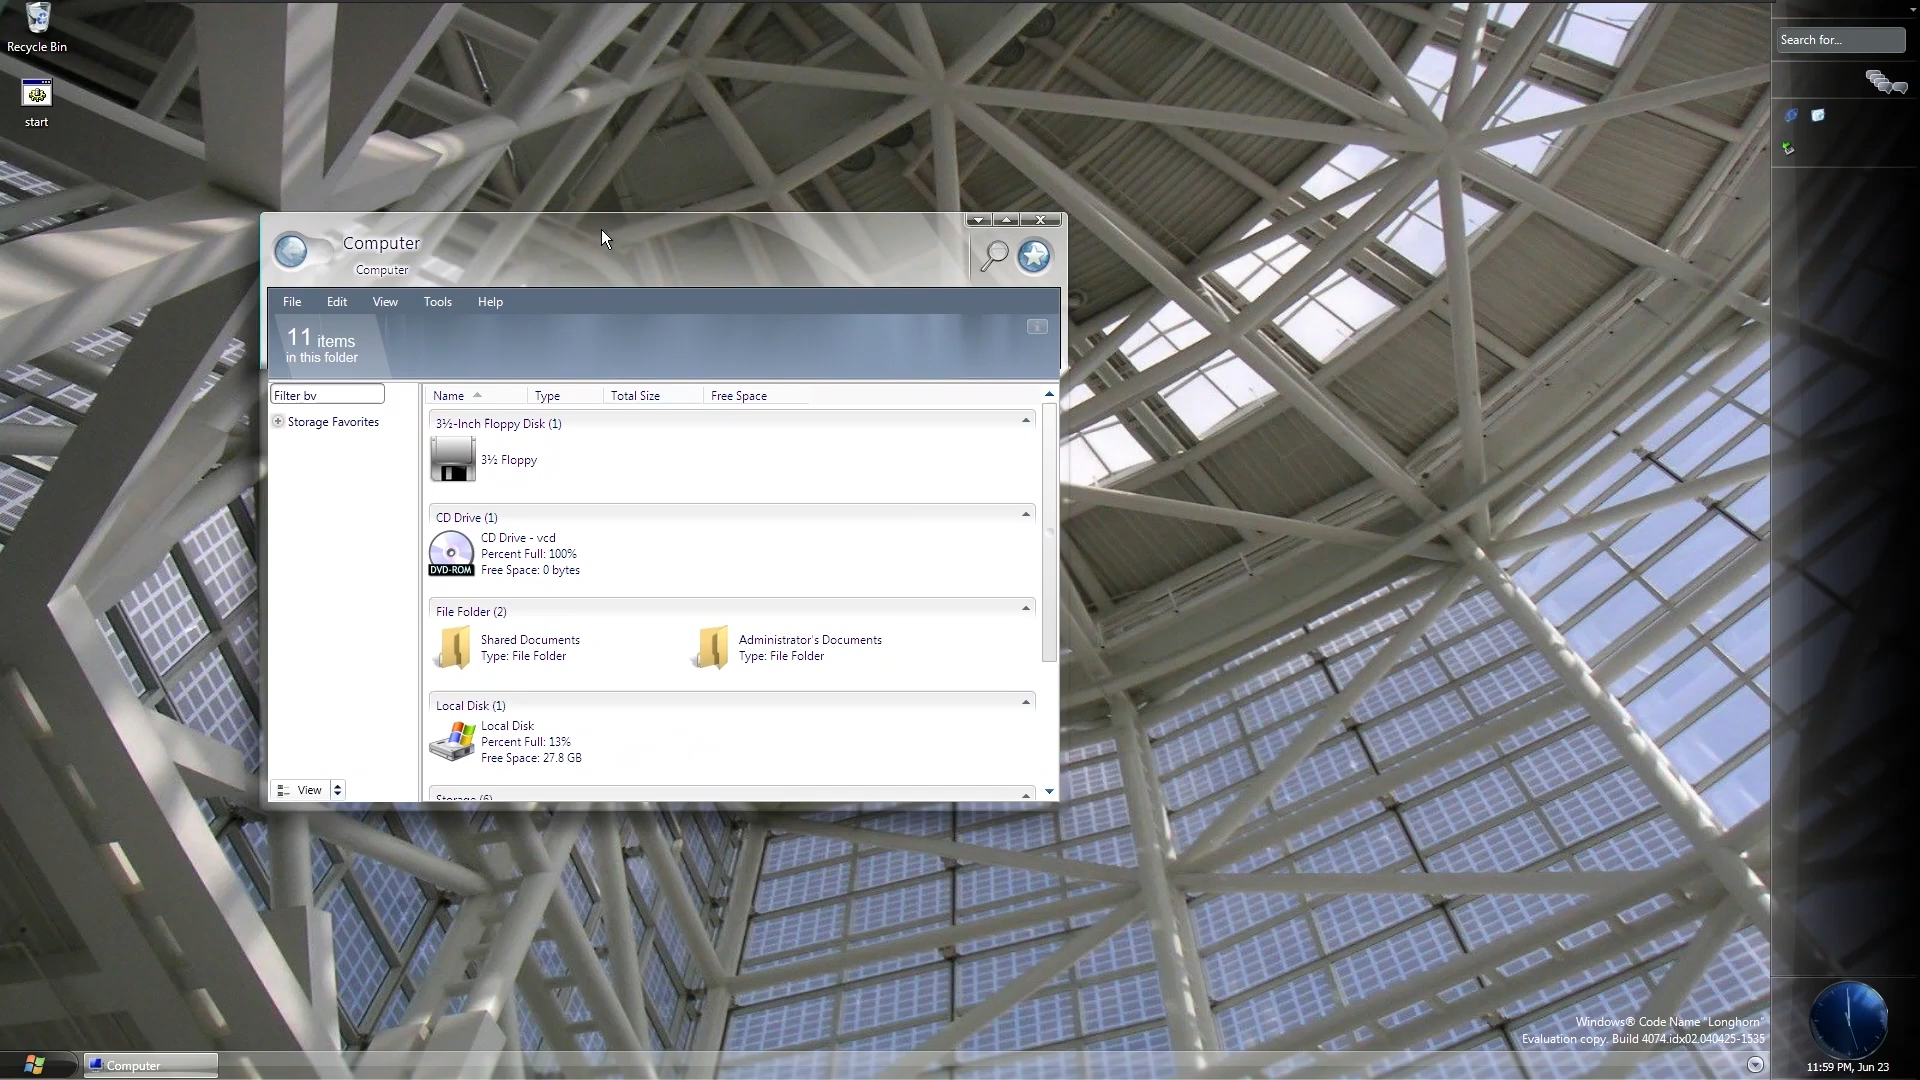 Recycle Bin
start
Search for...
Computer
Computer
File Edit View Tools Help
11 items
in this folder
Filter by
Storage Favorites
Name Type Total Size Free Space
3½-Inch Floppy Disk (1)
3½ Floppy
CD Drive (1)
CD Drive - vcd
Percent Full: 100%
Free Space: 0 bytes
DVD-ROM
File Folder (2)
Shared Documents
Type: File Folder
Administrator's Documents
Type: File Folder
Local Disk (1)
Local Disk
Percent Full: 13%
Free Space: 27.8 GB
Storage (6)
View
Windows® Code Name "Longhorn"
Evaluation copy. Build 4074.idx02.040425-1535
Computer
11:59 PM, Jun 23